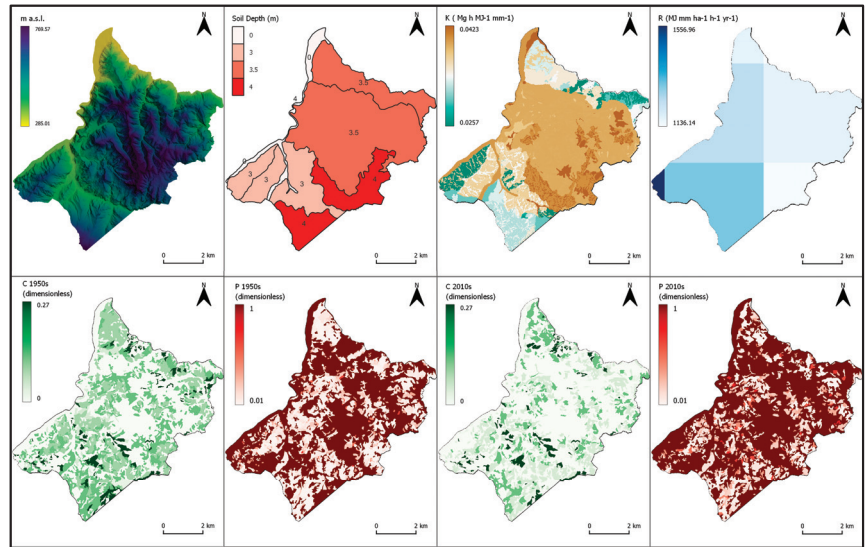 m a.s.l.
769.57
285.01
N
0 2 km
Soil Depth (m)
0
3
3.5
4
N
3.5
4
3.5
0
3
3
3
4
4
0 2 km
K ( Mg h MJ-1 mm-1)
0.0423
0.0257
N
0 2 km
R (MJ mm ha-1 h-1 yr-1)
1556.96
1136.14
N
0 2 km
C 1950s
(dimensionless)
0.27
0
N
0 2 km
P 1950s
(dimensionless)
1
0.01
N
0 2 km
C 2010s
(dimensionless)
0.27
0
N
0 2 km
P 2010s
(dimensionless)
1
0.01
N
0 2 km